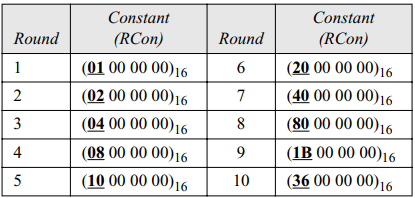 Round Constant (RCon) Round Constant (RCon)
1 (01 00 00 00)16 6 (20 00 00 00)16
2 (02 00 00 00)16 7 (40 00 00 00)16
3 (04 00 00 00)16 8 (80 00 00 00)16
4 (08 00 00 00)16 9 (1B 00 00 00)16
5 (10 00 00 00)16 10 (36 00 00 00)16